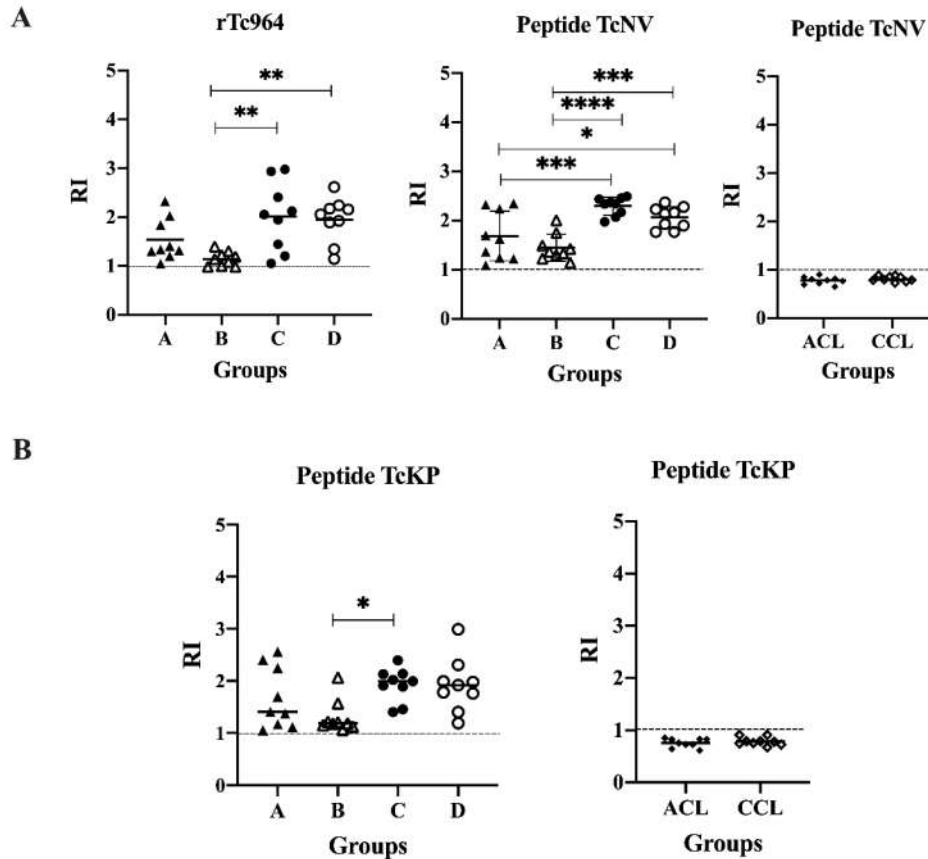 A
rTc964
Peptide TcNV
Peptide TcNV
5
4
3
2
1
0
RI
**
**
A B C D
Groups
5
4
3
2
1
0
RI
***
****
*
***
A B C D
Groups
5
4
3
2
1
0
RI
ACL CCL
Groups
B
Peptide TcKP
Peptide TcKP
5
4
3
2
1
0
RI
*
A B C D
Groups
5
4
3
2
1
0
RI
ACL CCL
Groups